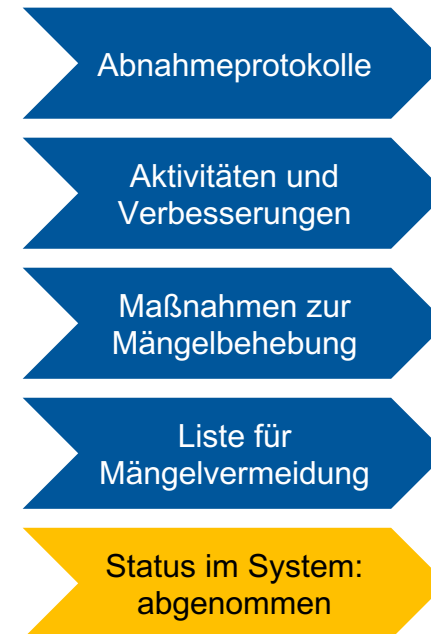 Abnahmeprotokolle
Aktivitäten und
Verbesserungen
Maßnahmen zur
Mängelbehebung
Liste für
Mängelvermeidung
Status im System:
abgenommen